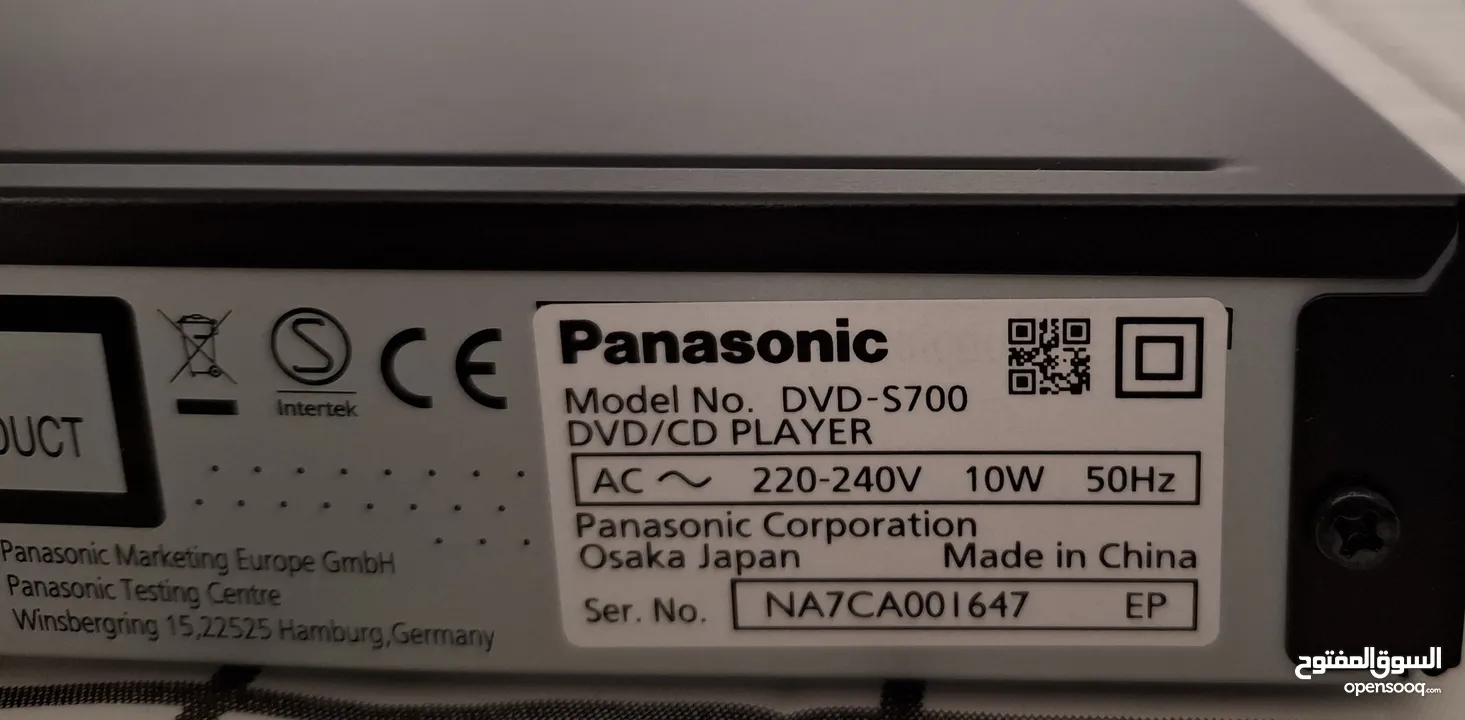 DUCT
Intertek
CE
Panasonic Marketing Europe GmbH
Panasonic Testing Centre
Winsbergring 15,22525 Hamburg,Germany
Panasonic
Model No. DVD-S700
DVD/CD PLAYER
AC ~ 220-240V 10W 50Hz
Panasonic Corporation
Osaka Japan Made in China
Ser. No. NA7CA001647 EP
السوق المفتوح
opensooq.com